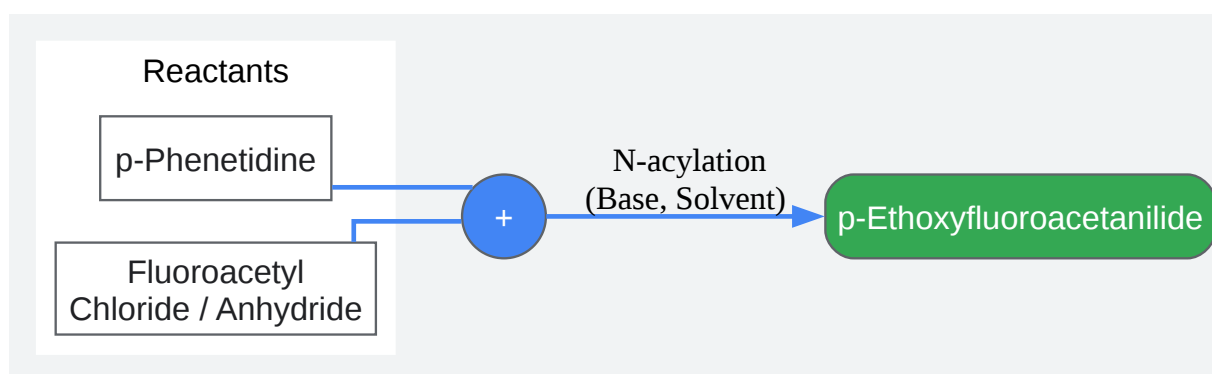 Reactants
p-Phenetidine
Fluoroacetyl
Chloride / Anhydride
+
N-acylation
(Base, Solvent)
p-Ethoxyfluoroacetanilide